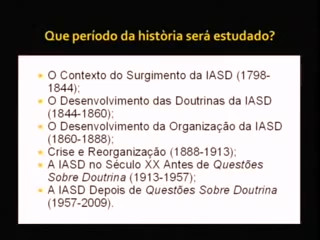 Que período da història será estudado?
O Contexto do Surgimento da IASD (1798-
1844);
O Desenvolvimento das Doutrinas da IASD
(1844-1860);
O Desenvolvimento da Organização da IASD
(1860-1888);
Crise e Reorganização (1888-1913);
A IASD no Século XX Antes de Questões
Sobre Doutrina (1913-1957);
A IASD Depois de Questões Sobre Doutrina
(1957-2009).